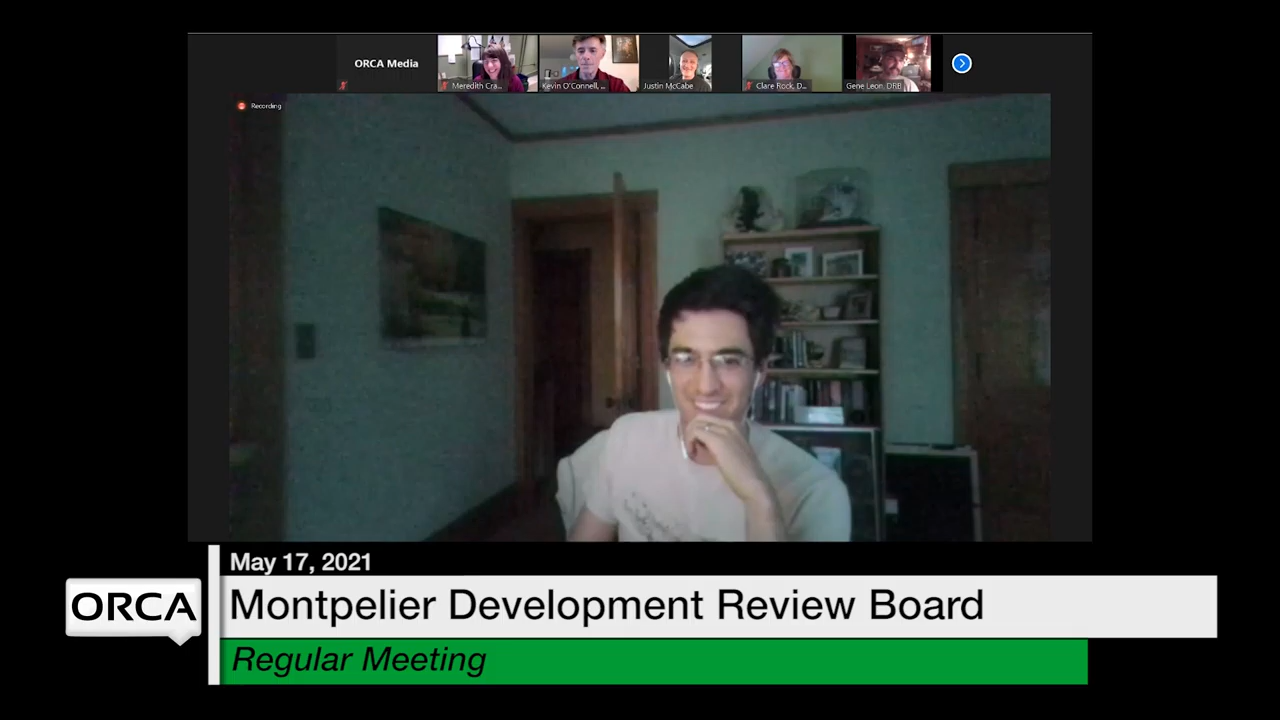 ORCA Media
Meredith Cra...
Kevin O'Connell, ...
Justin McCabe
Clare Rock, D...
Gene Leon, DRB
Recording
May 17, 2021
ORCA
Montpelier Development Review Board
Regular Meeting